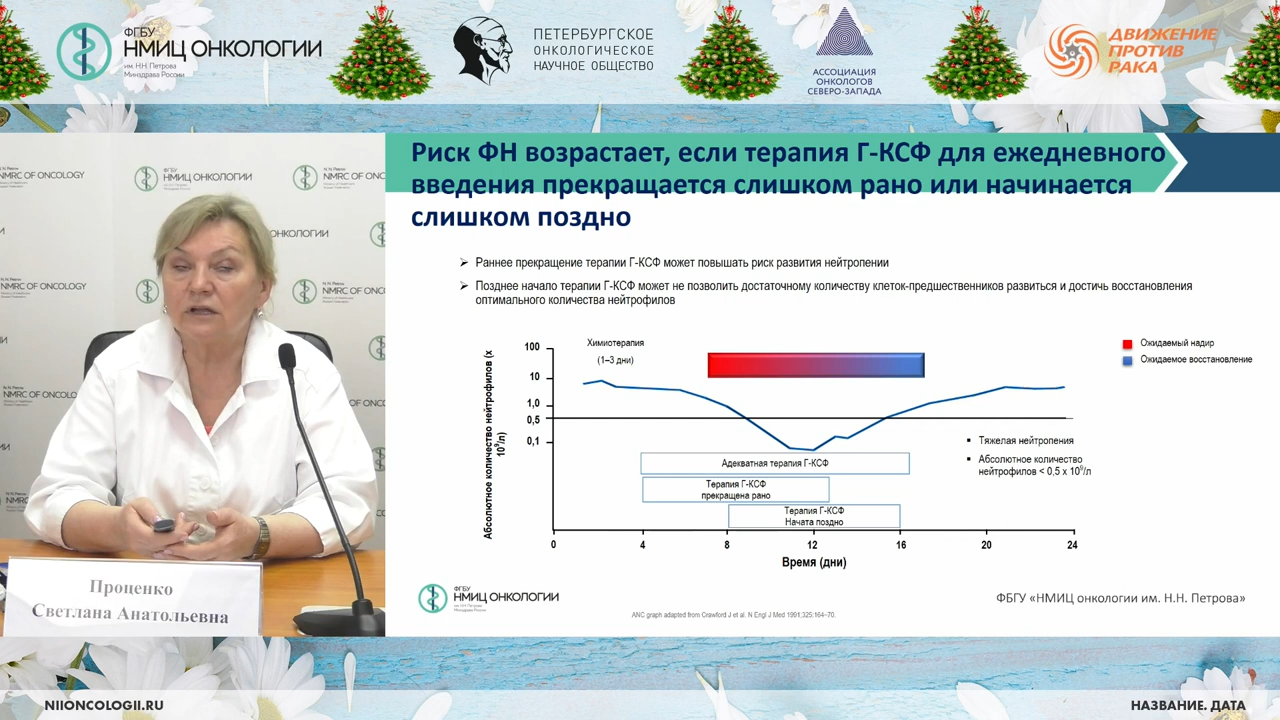 ФГБУ
НМИЦ ОНКОЛОГИИ
им. Н.Н. Петрова
Минздрава России
ПЕТЕРБУРГСКОЕ
ОНКОЛОГИЧЕСКОЕ
НАУЧНОЕ ОБЩЕСТВО
АССОЦИАЦИЯ
ОНКОЛОГОВ
СЕВЕРО-ЗАПАДА
ДВИЖЕНИЕ
ПРОТИВ
РАКА
NMRC OF ONCOLOGY
НМИЦ ОНКОЛОГИИ
Проценко
Светлана Анатольевна
Риск ФН возрастает, если терапия Г-КСФ для ежедневного
введения прекращается слишком рано или начинается
слишком поздно
Раннее прекращение терапии Г-КСФ может повышать риск развития нейтропении
Позднее начало терапии Г-КСФ может не позволить достаточному количеству клеток-предшественников развиться и достичь восстановления
оптимального количества нейтрофилов
Абсолютное количество нейтрофилов (x
10⁹/л)
100
10
1,0
0,5
0,1
Химиотерапия
(1–3 дни)
Ожидаемый надир
Ожидаемое восстановление
Тяжелая нейтропения
Абсолютное количество
нейтрофилов < 0,5 x 10⁹/л
Адекватная терапия Г-КСФ
Терапия Г-КСФ
прекращена рано
Терапия Г-КСФ
Начата поздно
0 4 8 12 16 20 24
Время (дни)
ФГБУ
НМИЦ ОНКОЛОГИИ
им. Н.Н. Петрова
Минздрава России
ФБГУ «НМИЦ онкологии им. Н.Н. Петрова»
ANC graph adapted from Crawford J et al. N Engl J Med 1991;325:164–70.
NIIONCOLOGII.RU
НАЗВАНИЕ. ДАТА